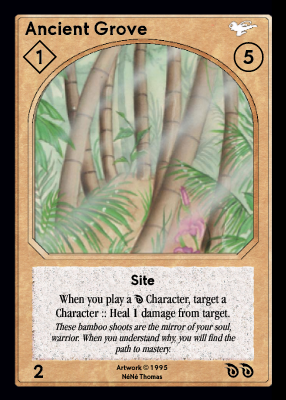 Ancient Grove
1
5
Site
When you play a Character, target a
Character :: Heal 1 damage from target.
These bamboo shoots are the mirror of your soul,
warrior. When you understand why, you will find the
path to mastery.
2
Artwork © 1995
NéNé Thomas